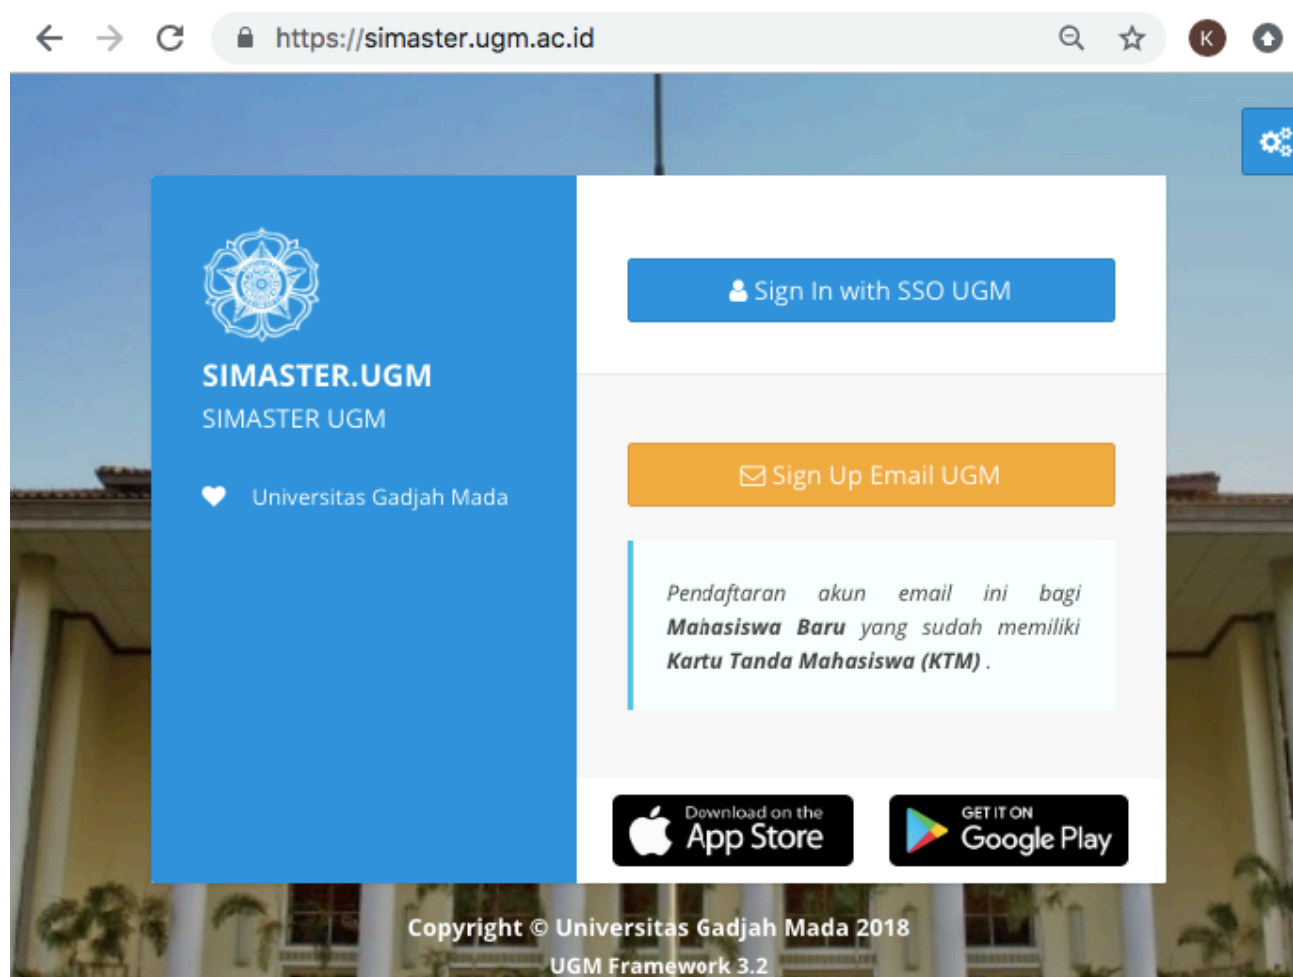 https://simaster.ugm.ac.id
K
Sign In with SSO UGM
SIMASTER.UGM
SIMASTER UGM
Universitas Gadjah Mada
Sign Up Email UGM
Pendaftaran akun email ini bagi
Mahasiswa Baru yang sudah memiliki
Kartu Tanda Mahasiswa (KTM) .
Download on the
App Store
GET IT ON
Google Play
Copyright © Universitas Gadjah Mada 2018
UGM Framework 3.2